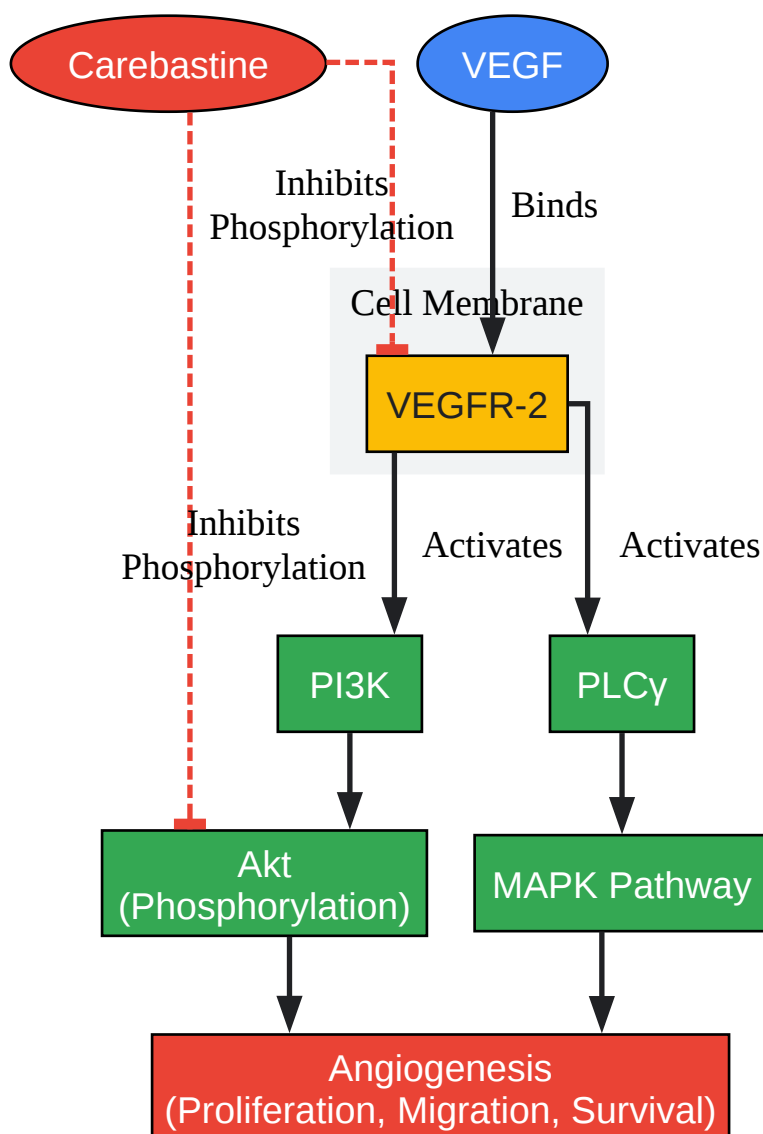 Carebastine
VEGF
Inhibits
Phosphorylation
Binds
Cell Membrane
VEGFR-2
Inhibits
Phosphorylation
Activates
Activates
PI3K
PLCγ
Akt
(Phosphorylation)
MAPK Pathway
Angiogenesis
(Proliferation, Migration, Survival)